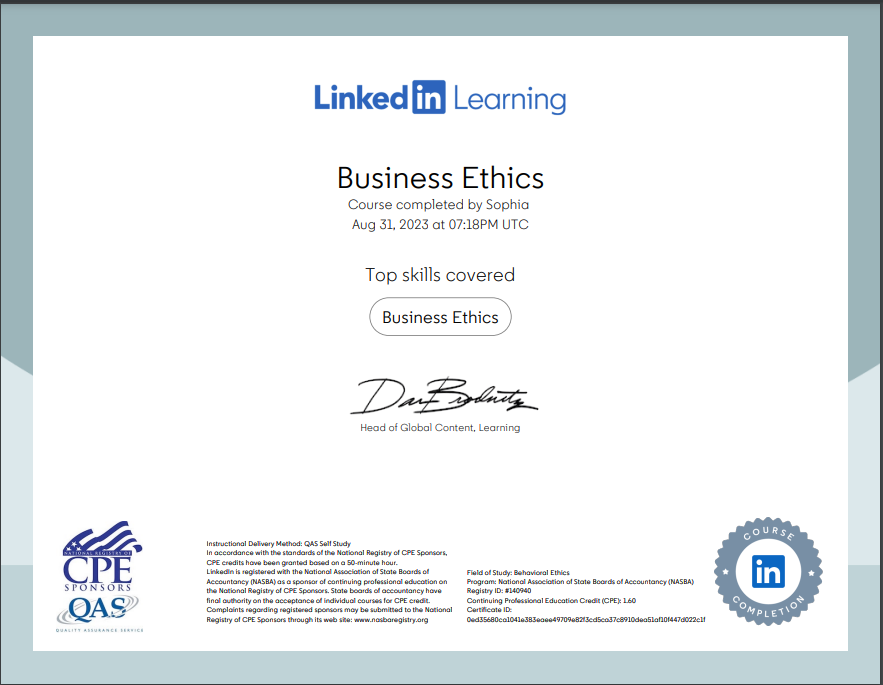 LinkedIn Learning
Business Ethics
Course completed by Sophia
Aug 31, 2023 at 07:18PM UTC
Top skills covered
Business Ethics
Dan Brodnitz
Head of Global Content, Learning
NATIONAL REGISTRY OF
CPE
SPONSORS
QAS
QUALITY ASSURANCE SERVICE
Instructional Delivery Method: QAS Self Study
In accordance with the standards of the National Registry of CPE Sponsors,
CPE credits have been granted based on a 50-minute hour.
LinkedIn is registered with the National Association of State Boards of
Accountancy (NASBA) as a sponsor of continuing professional education on
the National Registry of CPE Sponsors. State boards of accountancy have
final authority on the acceptance of individual courses for CPE credit.
Complaints regarding registered sponsors may be submitted to the National
Registry of CPE Sponsors through its web site: www.nasbaregistry.org
Field of Study: Behavioral Ethics
Program: National Association of State Boards of Accountancy (NASBA)
Registry ID: #140940
Continuing Professional Education Credit (CPE): 1.60
Certificate ID:
COURSE
in
COMPLETION